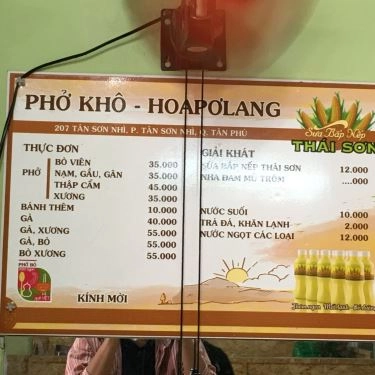 PHỞ KHÔ - HOAPƠLANG
207 TÂN SƠN NHÌ, P. TÂN SƠN NHÌ, Q. TÂN PHÚ
Sữa Bắp Nếp
THÁI SƠN
THỰC ĐƠN
PHỞ
BÒ VIÊN 35.000
NẠM, GẦU, GÂN 35.000
THẬP CẨM 45.000
XƯƠNG 35.000
BÁNH THÊM 10.000
GÀ 40.000
GÀ, XƯƠNG 55.000
GÀ, BÒ 55.000
BÒ XƯƠNG 55.000
PHỞ BÒ
KÍNH MỜI
GIẢI KHÁT
SỮA BẮP NẾP THÁI SƠN 12.000
NHA ĐAM MỦ TRÔM ....000
NƯỚC SUỐI 10.000
TRÀ ĐÁ, KHĂN LẠNH 2.000
NƯỚC NGỌT CÁC LOẠI 12.000